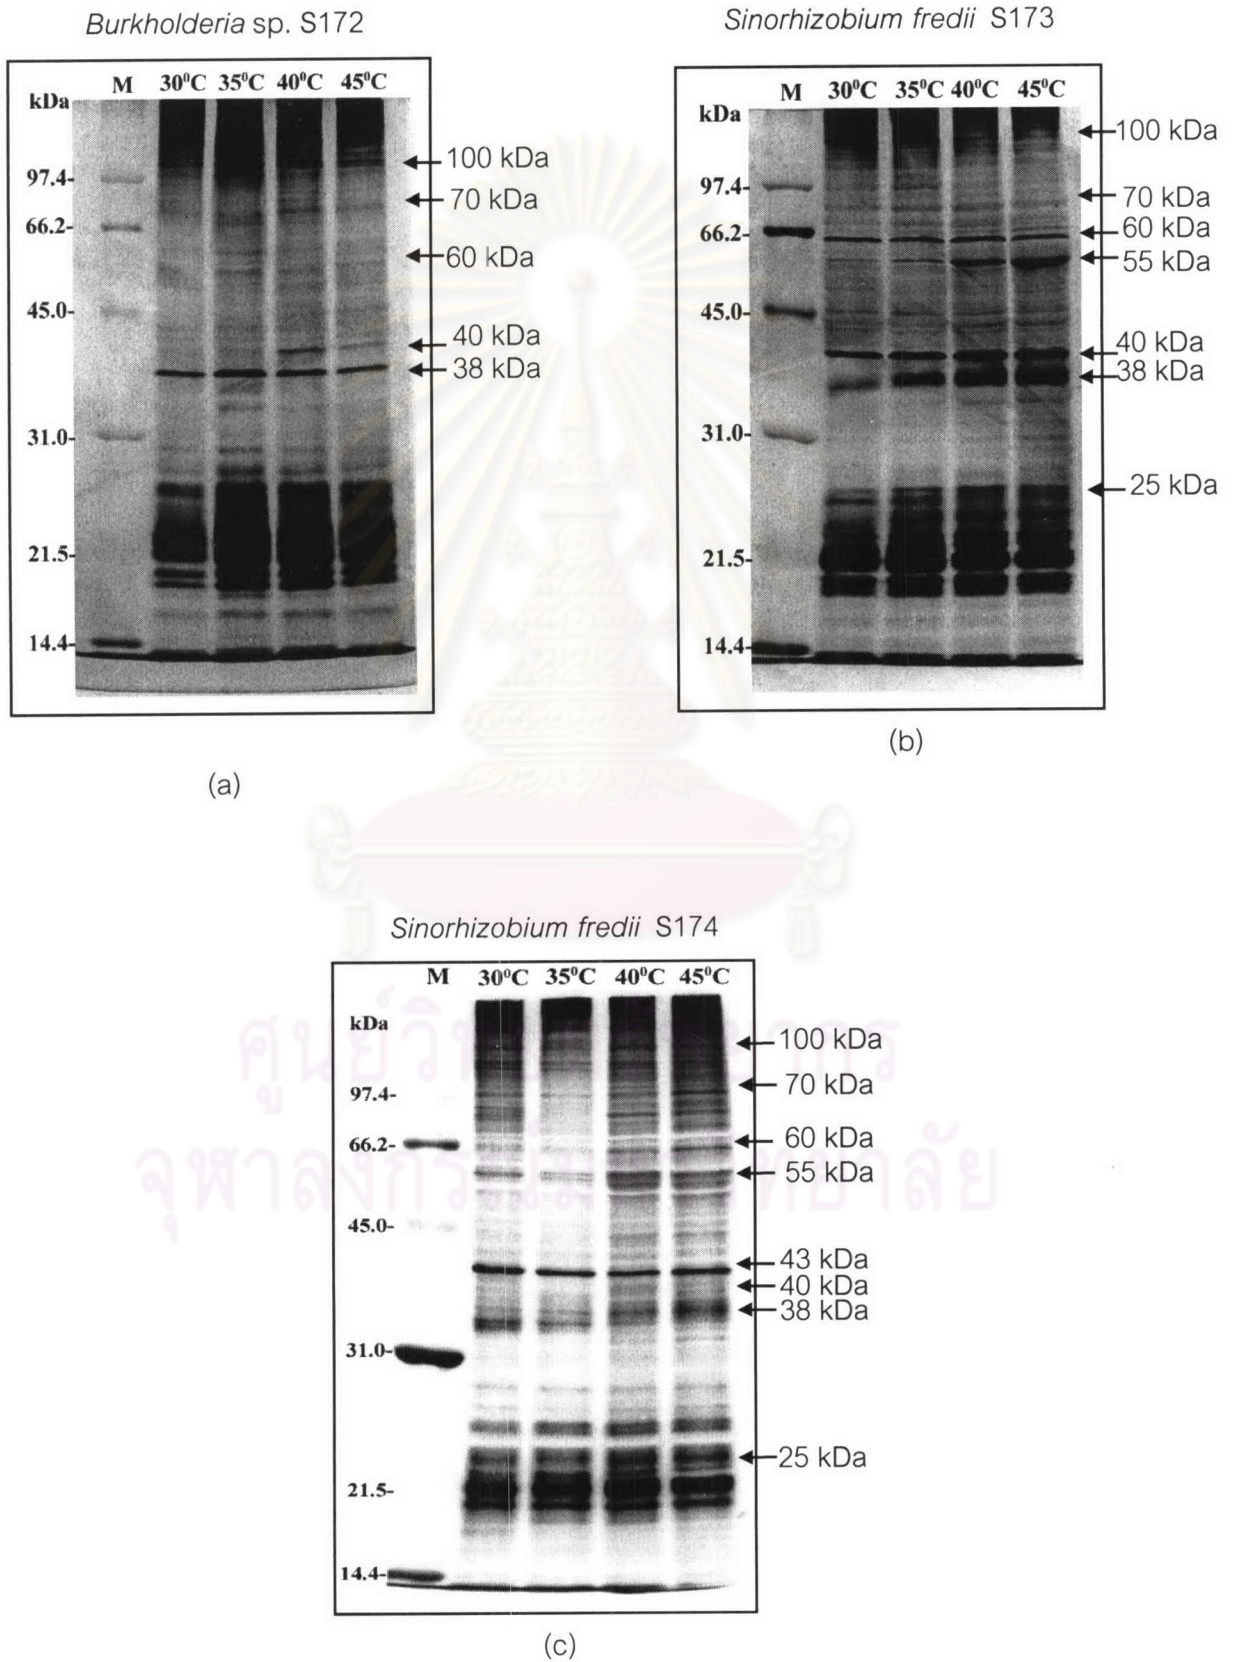 Burkholderia sp. S172
M 30⁰C 35⁰C 40⁰C 45⁰C
kDa
97.4-
66.2-
45.0-
31.0-
21.5-
14.4-
100 kDa
70 kDa
60 kDa
40 kDa
38 kDa
(a)
Sinorhizobium fredii S173
M 30⁰C 35⁰C 40⁰C 45⁰C
kDa
97.4-
66.2-
45.0-
31.0-
21.5-
14.4-
100 kDa
70 kDa
60 kDa
55 kDa
40 kDa
38 kDa
25 kDa
(b)
Sinorhizobium fredii S174
M 30⁰C 35⁰C 40⁰C 45⁰C
kDa
97.4-
66.2-
45.0-
31.0-
21.5-
14.4-
100 kDa
70 kDa
60 kDa
55 kDa
43 kDa
40 kDa
38 kDa
25 kDa
(c)